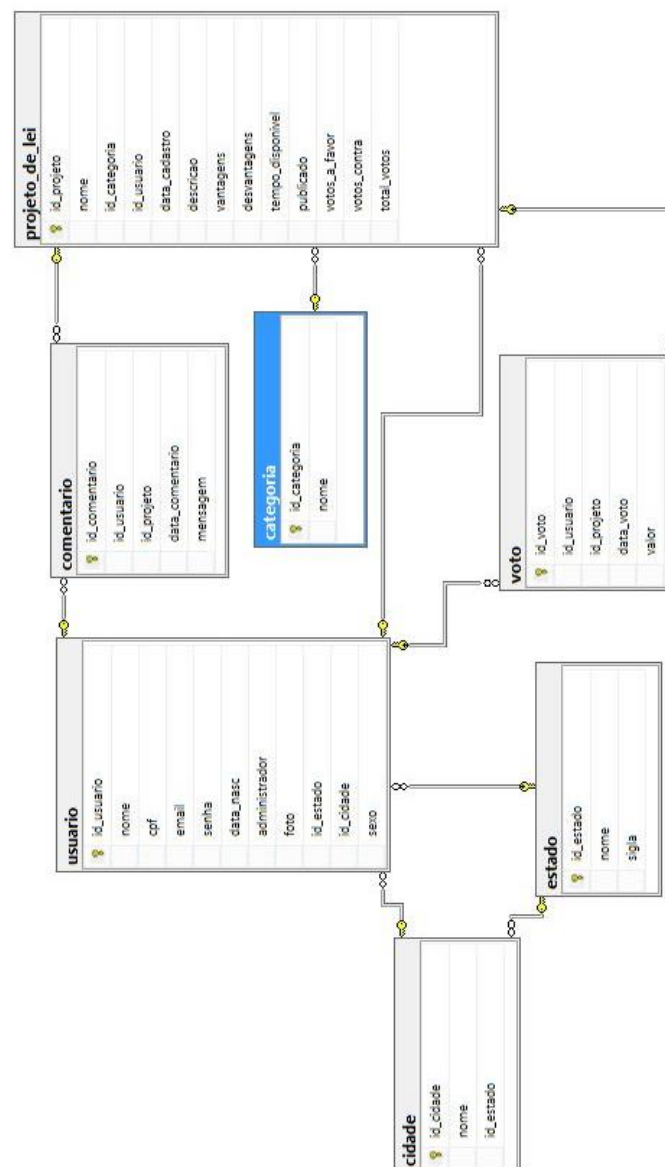 cidade
id_cidade
nome
id_estado
usuario
id_usuario
nome
cpf
email
senha
data_nasc
administrador
foto
id_estado
id_cidade
sexo
estado
id_estado
nome
sigla
comentario
id_comentario
id_usuario
id_projeto
data_comentario
mensagem
categoria
id_categoria
nome
voto
id_voto
id_usuario
id_projeto
data_voto
valor
projeto_de_lei
id_projeto
nome
id_categoria
id_usuario
data_cadastro
descricao
vantagens
desvantagens
tempo_disponivel
publicado
votos_a_favor
votos_contra
total_votos